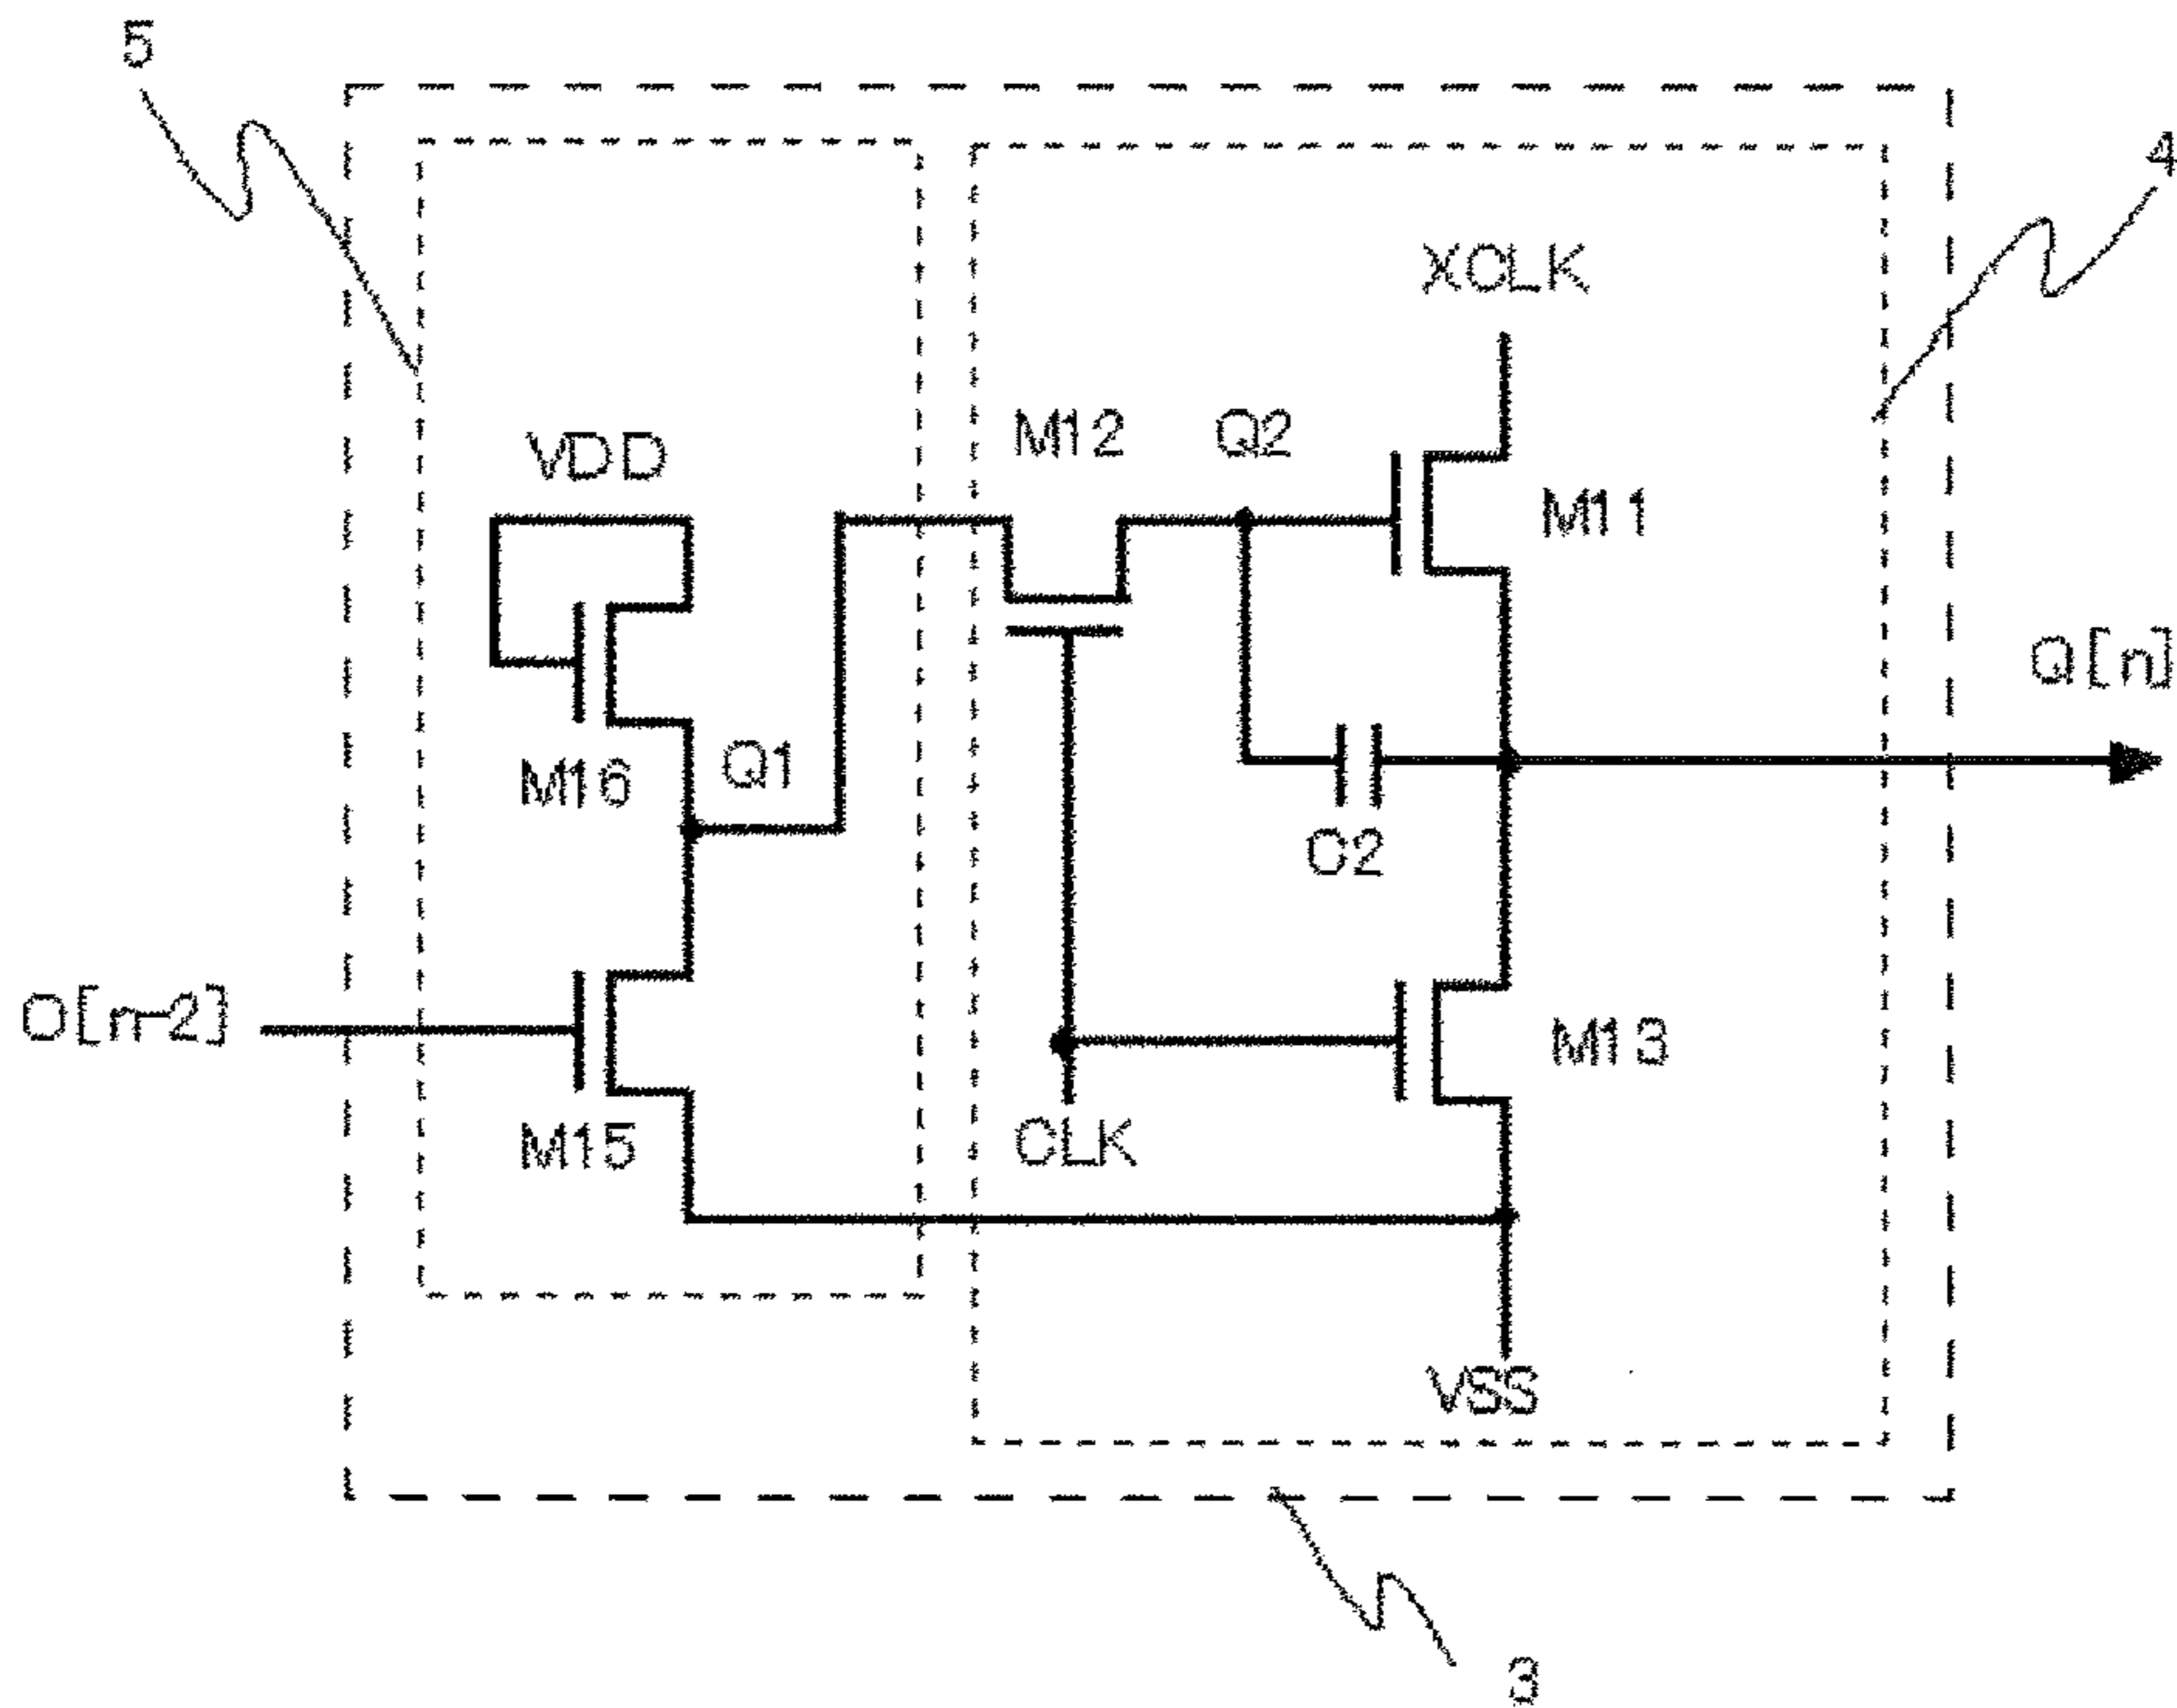 5
4
XCLK
M12
Q2
VDD
M11
Q[n]
Q1
M16
C2
O[n-2]
M13
M15
CLK
VSS
3